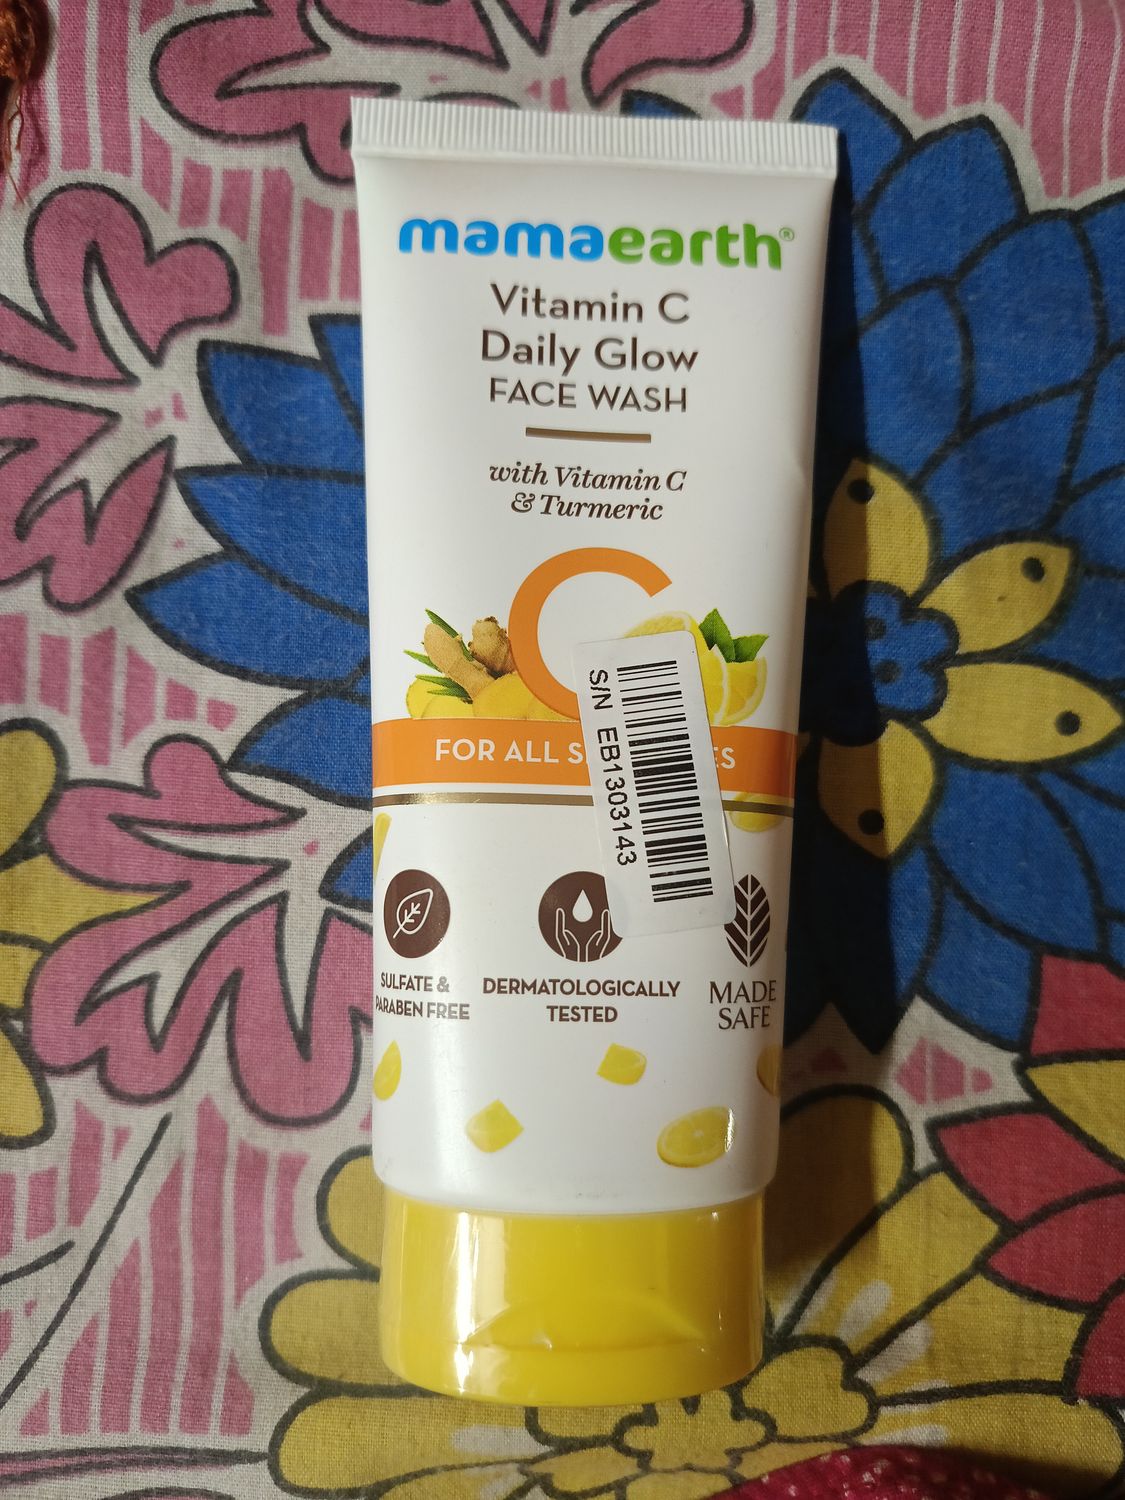 mamaearth®
Vitamin C
Daily Glow
FACE WASH
with Vitamin C
& Turmeric
C
FOR ALL
S/N EB1303143
SULFATE &
PARABEN FREE
DERMATOLOGICALLY
TESTED
MADE
SAFE